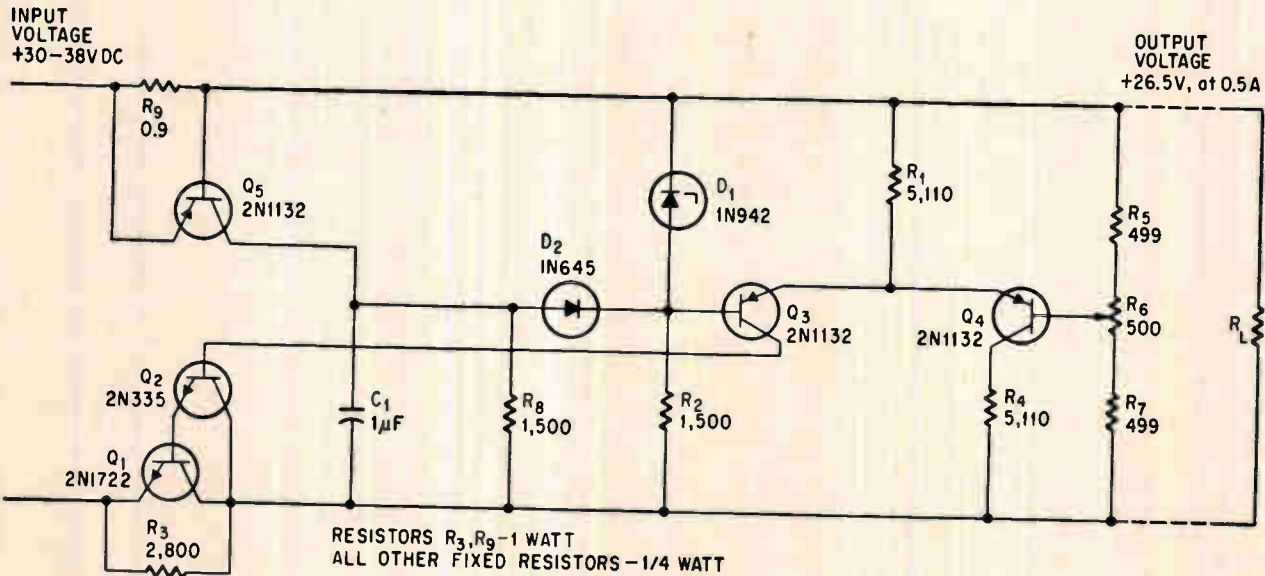 INPUT
VOLTAGE
+30-38V DC
OUTPUT
VOLTAGE
+26.5V, at 0.5A
R9
0.9
Q5
2N1132
D1
1N942
R1
5,110
R5
499
D2
1N645
Q3
2N1132
Q4
2N1132
R6
500
RL
Q2
2N335
C1
1μF
R8
1,500
R2
1,500
R4
5,110
R7
499
Q1
2N1722
R3
2,800
RESISTORS R3,R9-1 WATT
ALL OTHER FIXED RESISTORS-1/4 WATT